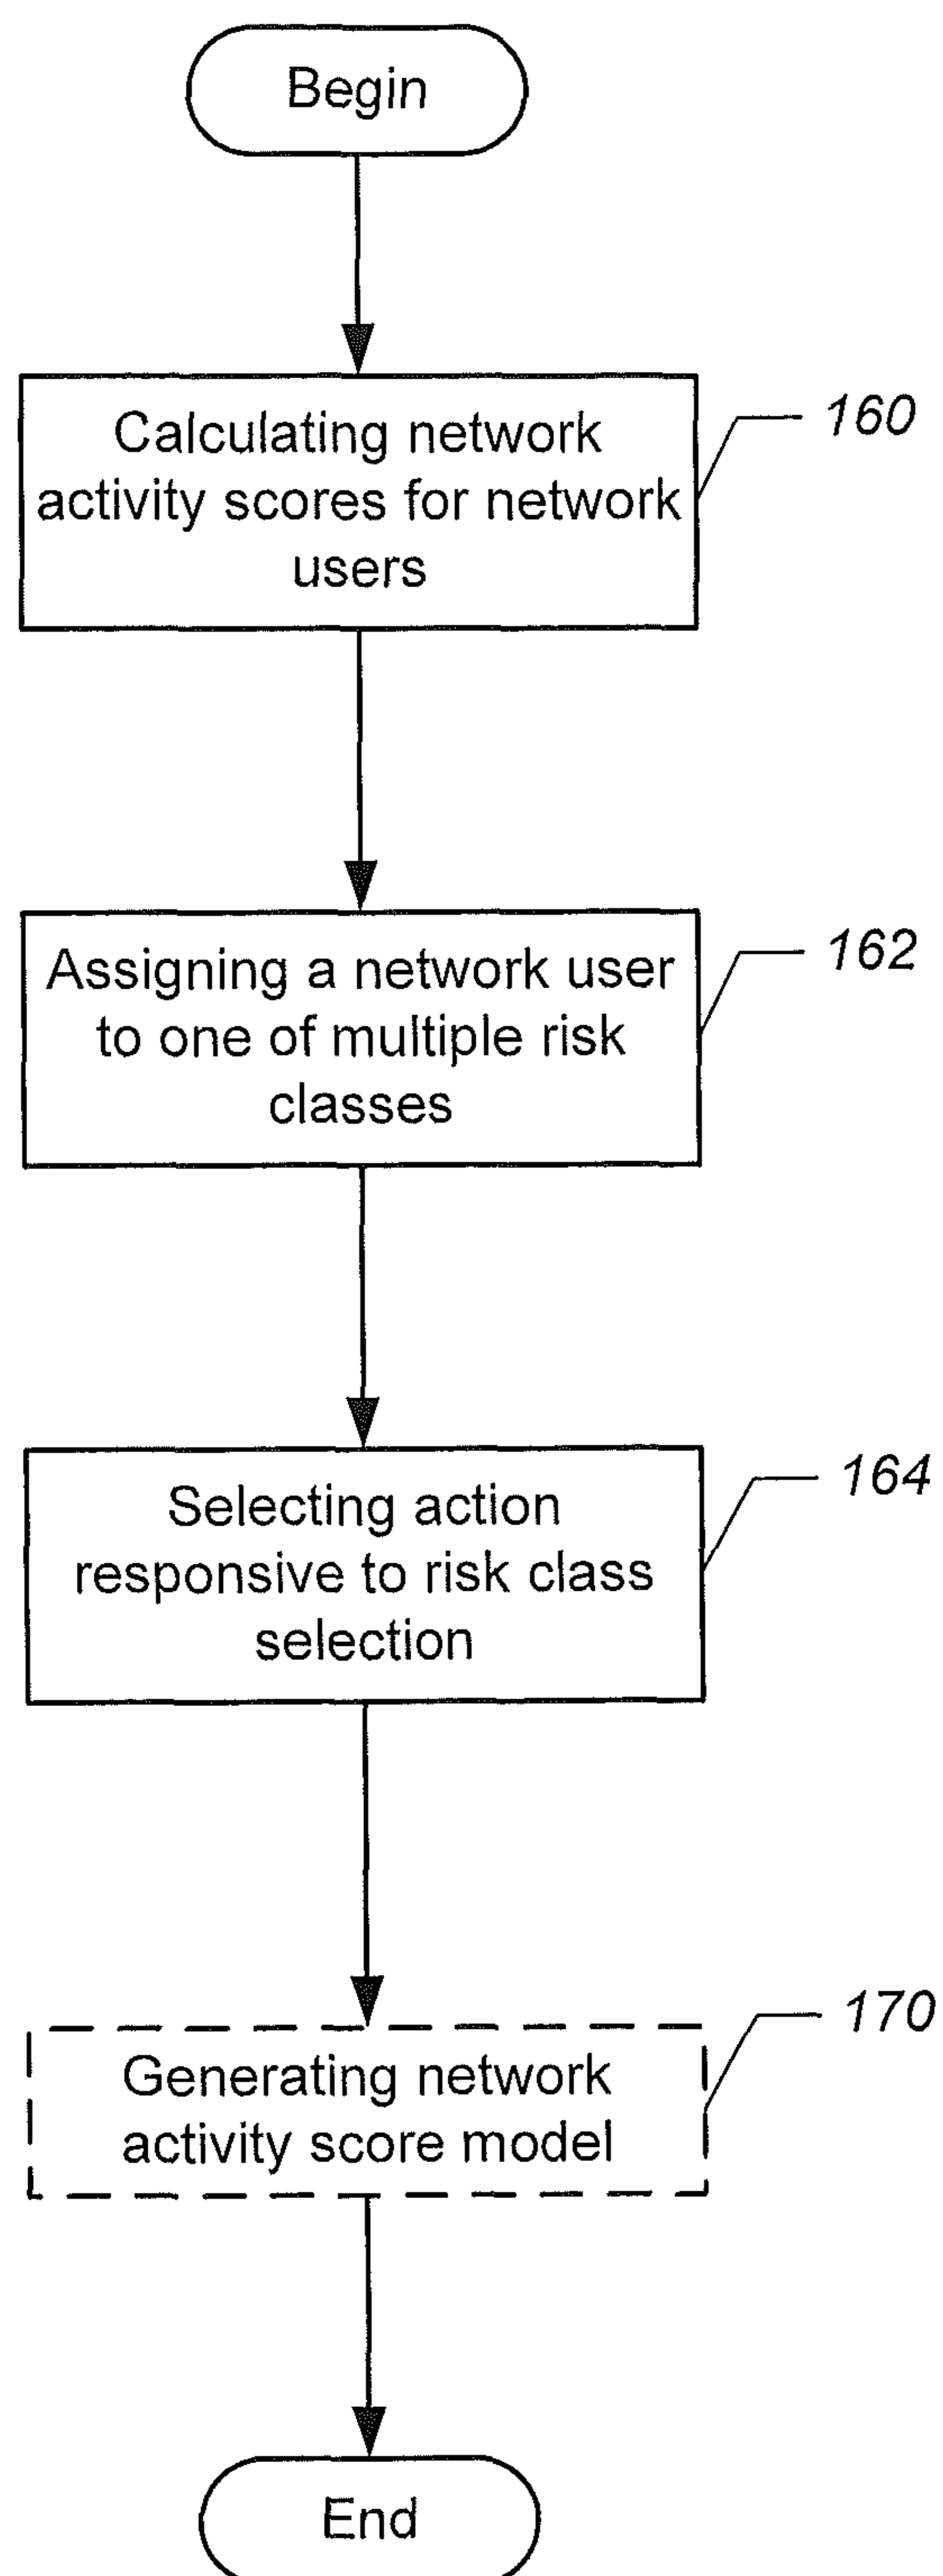 Begin
Calculating network
activity scores for network
users
160
Assigning a network user
to one of multiple risk
classes
162
Selecting action
responsive to risk class
selection
164
Generating network
activity score model
170
End